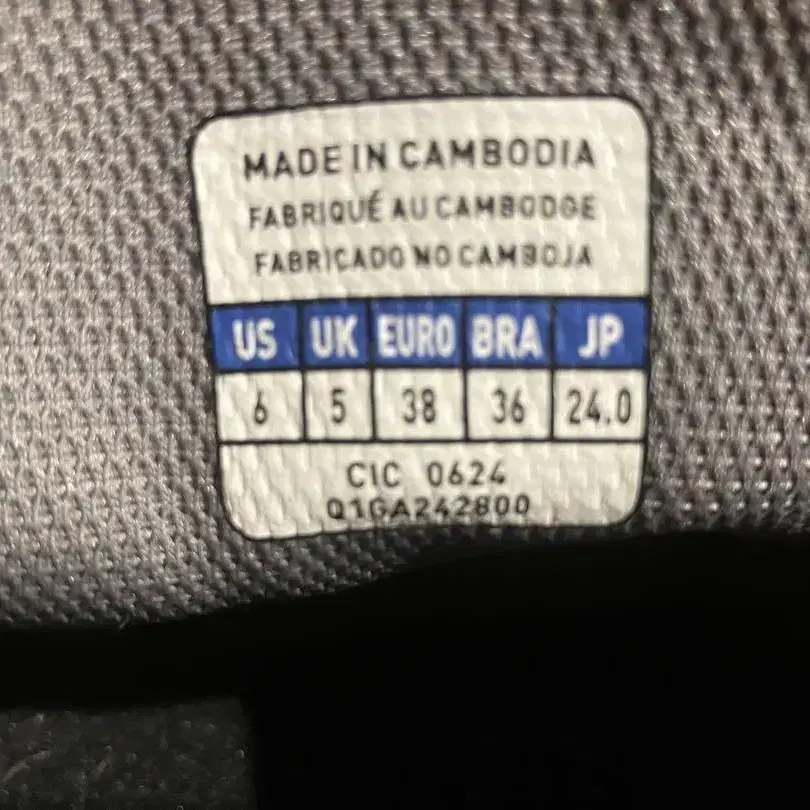 MADE IN CAMBODIA
FABRIQUÉ AU CAMBODGE
FABRICADO NO CAMBOJA
US UK EURO BRA JP
6 5 38 36 24.0
CIC 0624
Q1GA242800